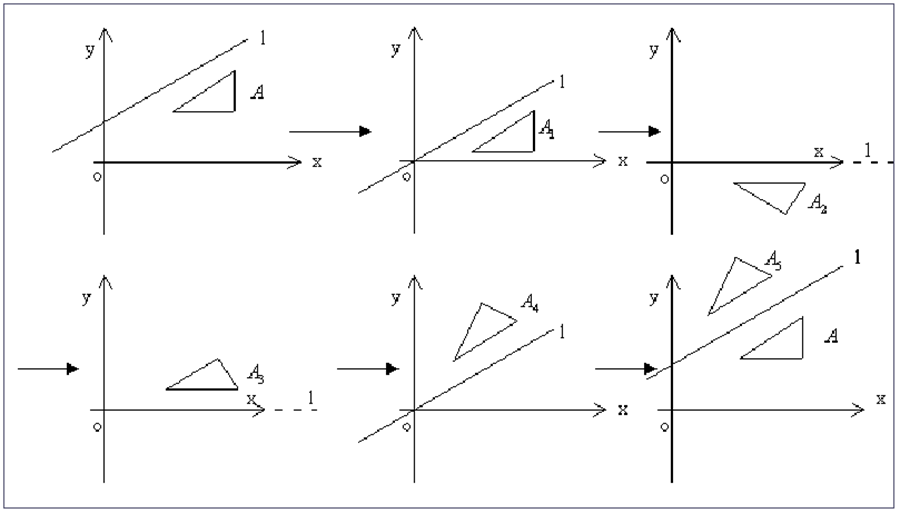 y l A x o
y l A1 x o
y x l A2 o
y A3 x l o
y A4 l x o
y A5 l A x o